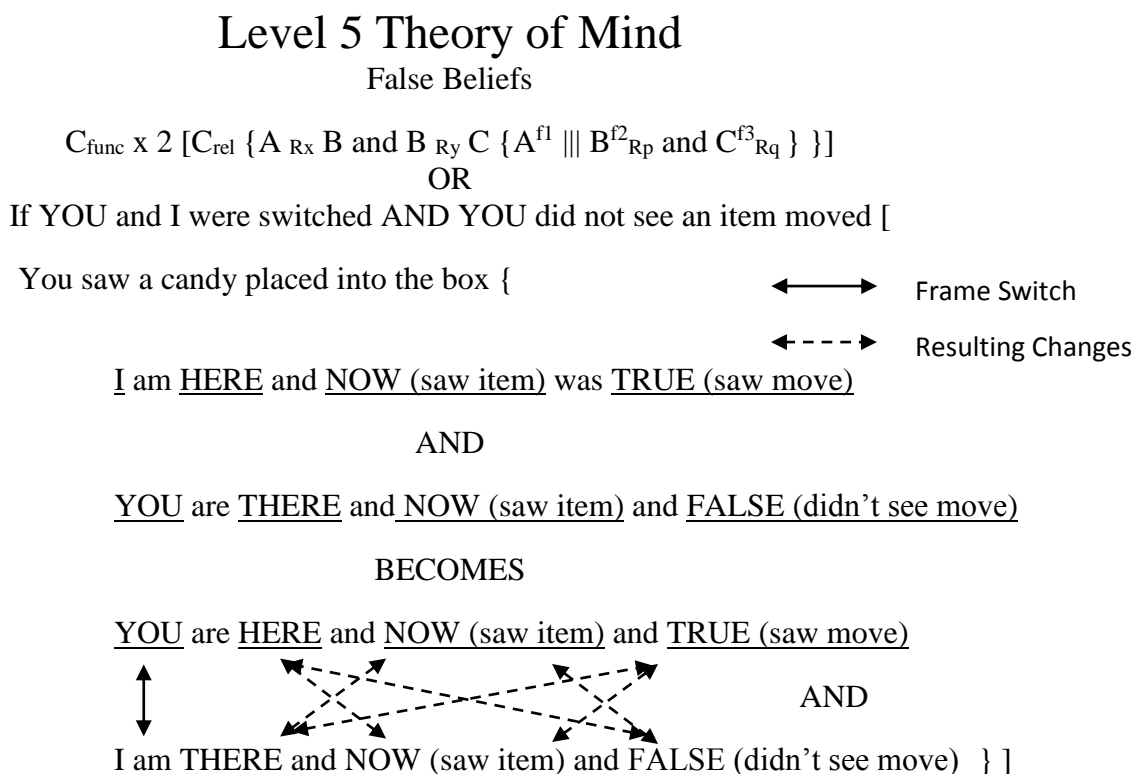 Level 5 Theory of Mind
False Beliefs
Cfunc x 2 [Crel {A Rx B and B Ry C {A^f1 ||| B^f2Rp and C^f3Rq } }]
OR
If YOU and I were switched AND YOU did not see an item moved [
You saw a candy placed into the box {
Frame Switch
Resulting Changes
I am HERE and NOW (saw item) was TRUE (saw move)
AND
YOU are THERE and NOW (saw item) and FALSE (didn’t see move)
BECOMES
YOU are HERE and NOW (saw item) and TRUE (saw move)
AND
I am THERE and NOW (saw item) and FALSE (didn’t see move) } ]